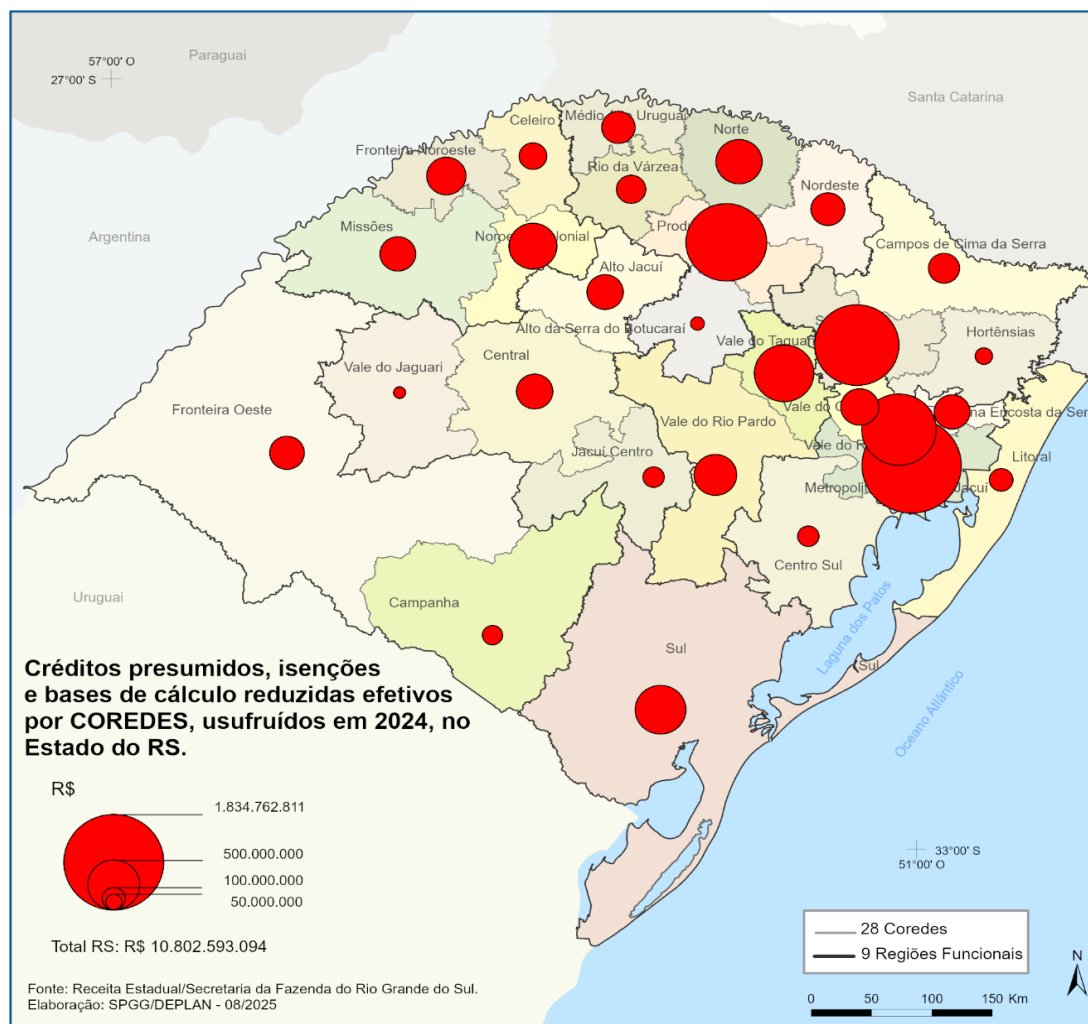 Paraguai
57°00' O
27°00' S
Santa Catarina
Argentina
Uruguai
Celeiro
Médio Uruguai
Norte
Fronteira Noroeste
Rio da Várzea
Nordeste
Missões
Campos de Cima da Serra
Alto Jacuí
Alto da Serra do Botucaraí
Hortênsias
Central
Vale do Taquari
Vale do Jaguari
Fronteira Oeste
Vale do
Vale do Rio Pardo
Encosta da Ser
Jacuí Centro
Vale do
Litoral
Jacuí
Centro Sul
Campanha
Sul
Sul
Laguna dos Patos
Oceano Atlântico
Créditos presumidos, isenções
e bases de cálculo reduzidas efetivos
por COREDES, usufruídos em 2024, no
Estado do RS.
R$
1.834.762.811
500.000.000
100.000.000
50.000.000
Total RS: R$ 10.802.593.094
33°00' S
51°00' O
28 Coredes
9 Regiões Funcionais
N
0 50 100 150 Km
Fonte: Receita Estadual/Secretaria da Fazenda do Rio Grande do Sul.
Elaboração: SPGG/DEPLAN - 08/2025